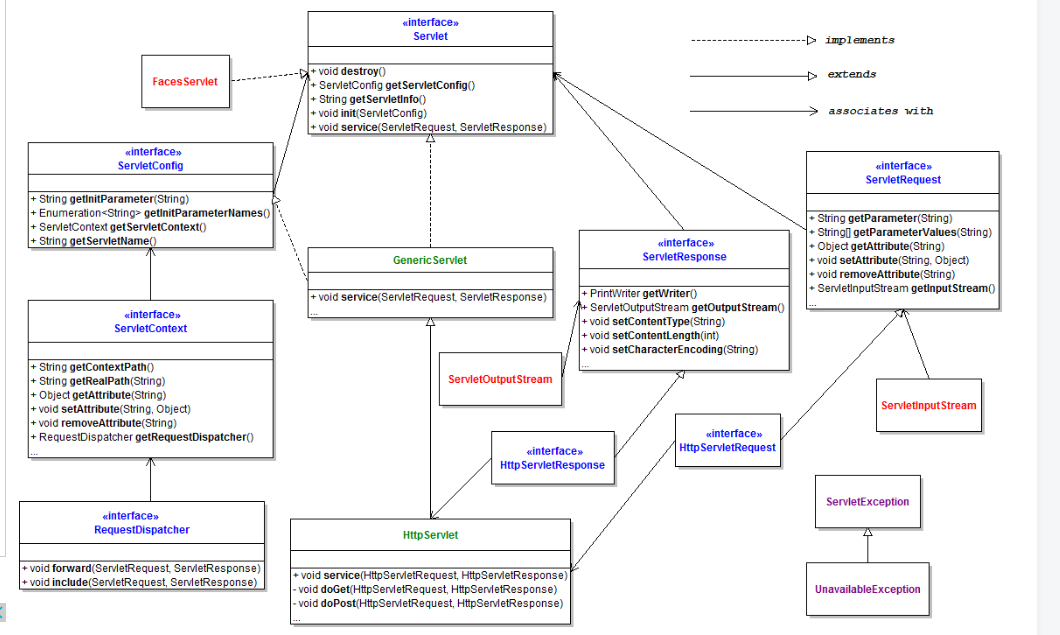 «interface»
Servlet
+ void destroy()
+ ServletConfig getServletConfig()
+ String getServletInfo()
+ void init(ServletConfig)
+ void service(ServletRequest, ServletResponse)
implements
extends
associates with
FacesServlet
«interface»
ServletConfig
+ String getInitParameter(String)
+ Enumeration<String> getInitParameterNames()
+ ServletContext getServletContext()
+ String getServletName()
«interface»
ServletRequest
+ String getParameter(String)
+ String[] getParameterValues(String)
+ Object getAttribute(String)
+ void setAttribute(String, Object)
+ void removeAttribute(String)
+ ServletInputStream getInputStream()
...
GenericServlet
+ void service(ServletRequest, ServletResponse)
...
«interface»
ServletResponse
+ PrintWriter getWriter()
+ ServletOutputStream getOutputStream()
+ void setContentType(String)
+ void setContentLength(int)
+ void setCharacterEncoding(String)
...
«interface»
ServletContext
+ String getContextPath()
+ String getRealPath(String)
+ Object getAttribute(String)
+ void setAttribute(String, Object)
+ void removeAttribute(String)
+ RequestDispatcher getRequestDispatcher()
...
ServletOutputStream
ServletInputStream
«interface»
HttpServletResponse
«interface»
HttpServletRequest
«interface»
RequestDispatcher
+ void forward(ServletRequest, ServletResponse)
+ void include(ServletRequest, ServletResponse)
HttpServlet
+ void service(HttpServletRequest, HttpServletResponse)
- void doGet(HttpServletRequest, HttpServletResponse)
- void doPost(HttpServletRequest, HttpServletResponse)
...
ServletException
UnavailableException